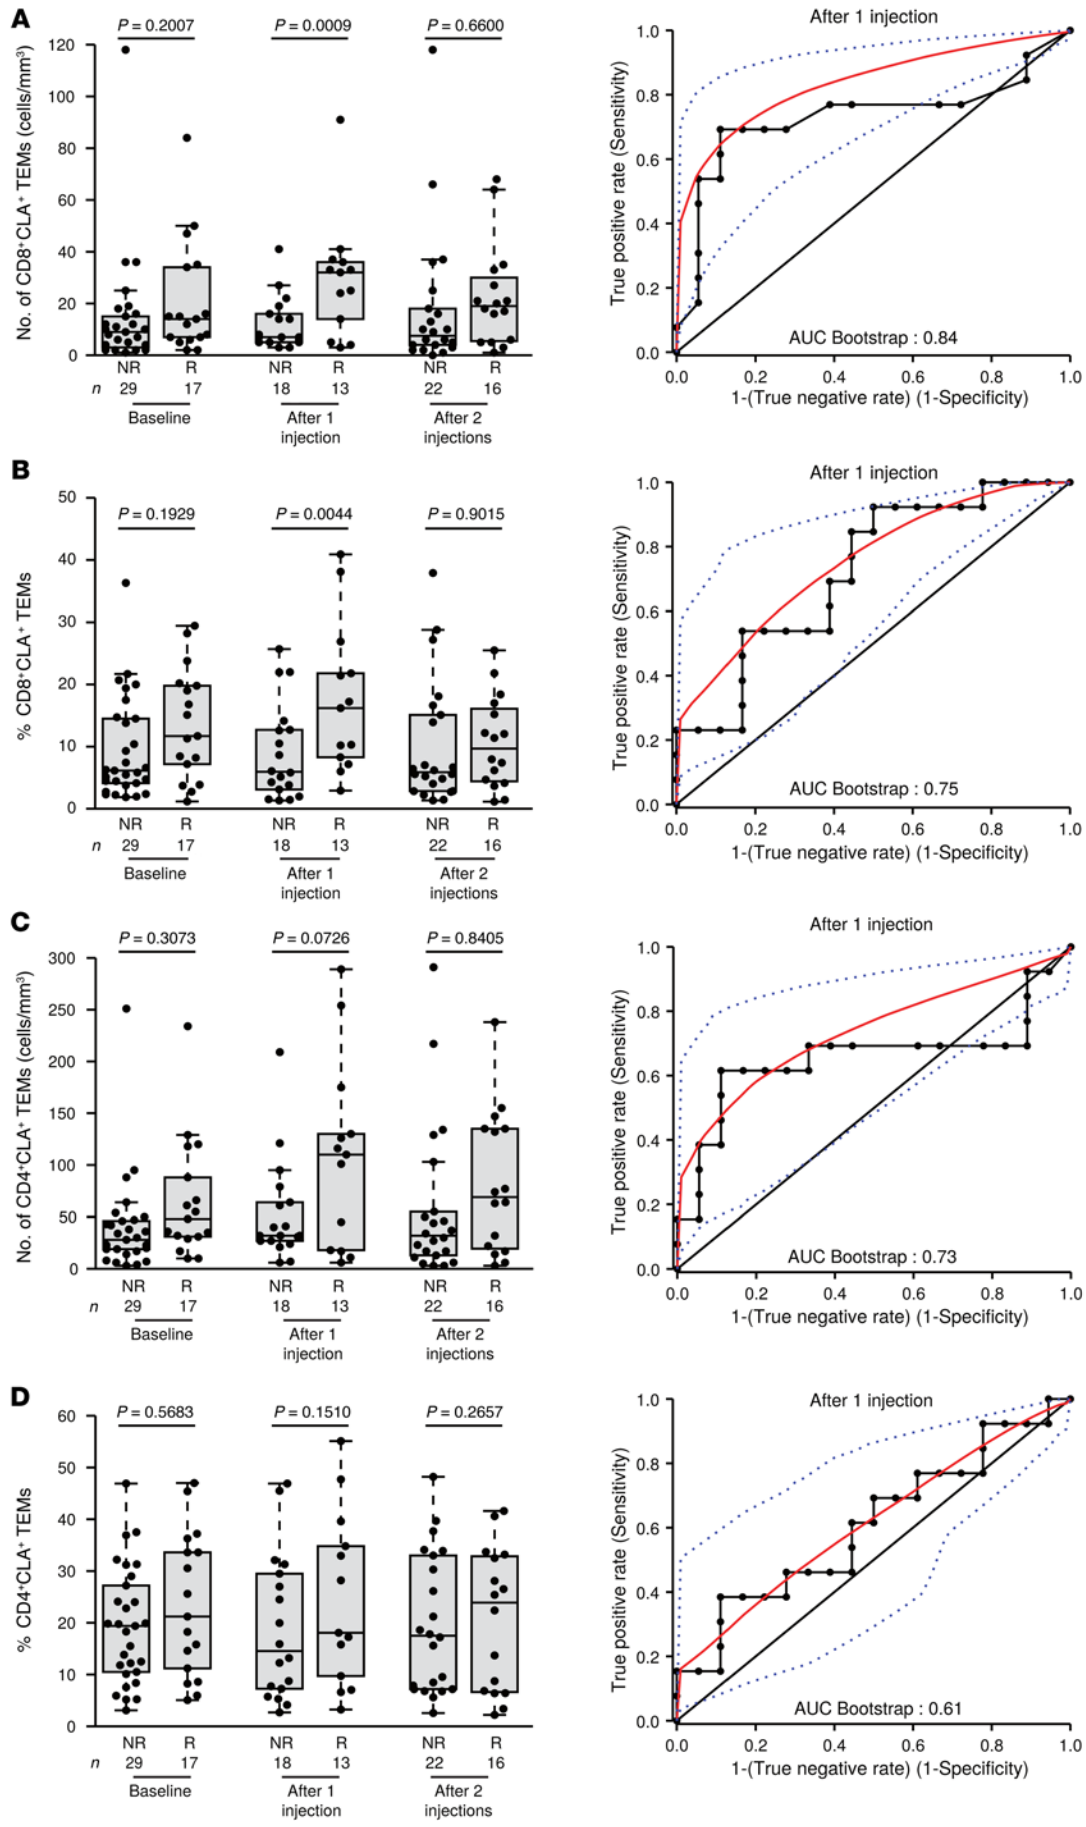 A
P = 0.2007
P = 0.0009
P = 0.6600
No. of CD8+CLA+ TEMs (cells/mm³)
120
100
80
60
40
20
0
NR R NR R NR R
n 29 17 18 13 22 16
Baseline
After 1
injection
After 2
injections
After 1 injection
True positive rate (Sensitivity)
1.0
0.8
0.6
0.4
0.2
0.0
AUC Bootstrap : 0.84
0.0 0.2 0.4 0.6 0.8 1.0
1-(True negative rate) (1-Specificity)
B
P = 0.1929
P = 0.0044
P = 0.9015
% CD8+CLA+ TEMs
50
40
30
20
10
0
NR R NR R NR R
n 29 17 18 13 22 16
Baseline
After 1
injection
After 2
injections
After 1 injection
True positive rate (Sensitivity)
1.0
0.8
0.6
0.4
0.2
0.0
AUC Bootstrap : 0.75
0.0 0.2 0.4 0.6 0.8 1.0
1-(True negative rate) (1-Specificity)
C
P = 0.3073
P = 0.0726
P = 0.8405
No. of CD4+CLA+ TEMs (cells/mm³)
300
250
200
150
100
50
0
NR R NR R NR R
n 29 17 18 13 22 16
Baseline
After 1
injection
After 2
injections
After 1 injection
True positive rate (Sensitivity)
1.0
0.8
0.6
0.4
0.2
0.0
AUC Bootstrap : 0.73
0.0 0.2 0.4 0.6 0.8 1.0
1-(True negative rate) (1-Specificity)
D
P = 0.5683
P = 0.1510
P = 0.2657
% CD4+CLA+ TEMs
60
50
40
30
20
10
0
NR R NR R NR R
n 29 17 18 13 22 16
Baseline
After 1
injection
After 2
injections
After 1 injection
True positive rate (Sensitivity)
1.0
0.8
0.6
0.4
0.2
0.0
AUC Bootstrap : 0.61
0.0 0.2 0.4 0.6 0.8 1.0
1-(True negative rate) (1-Specificity)